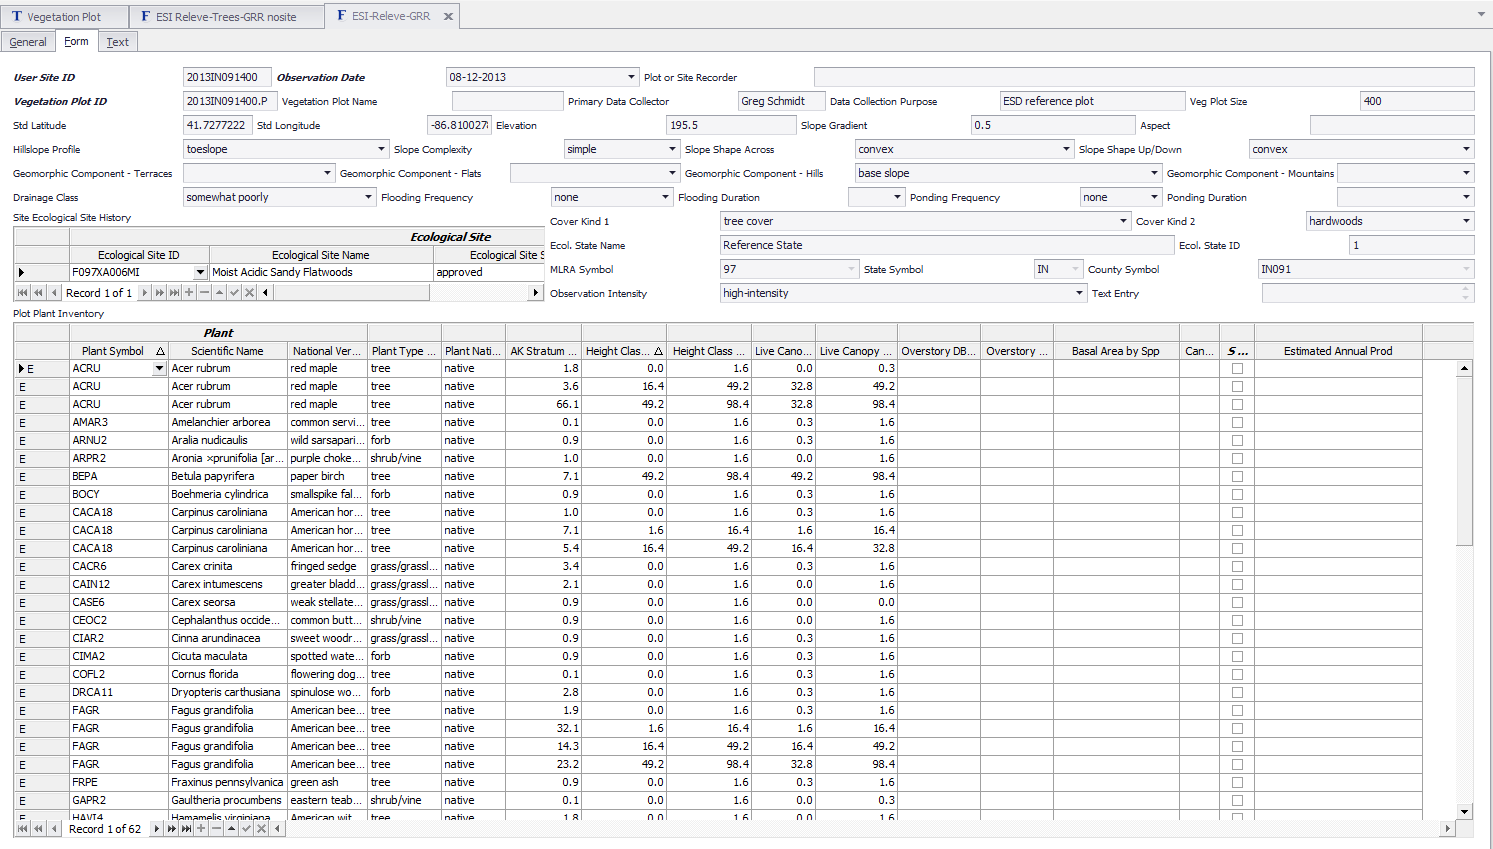 T Vegetation Plot F ESI Releve-Trees-GRR nosite F ESI-Releve-GRR
General Form Text
User Site ID 2013IN091400 Observation Date 08-12-2013 Plot or Site Recorder
Vegetation Plot ID 2013IN091400.P Vegetation Plot Name Primary Data Collector Greg Schmidt Data Collection Purpose ESD reference plot Veg Plot Size 400
Std Latitude 41.7277222 Std Longitude -86.8100278 Elevation 195.5 Slope Gradient 0.5 Aspect
Hillslope Profile toeslope Slope Complexity simple Slope Shape Across convex Slope Shape Up/Down convex
Geomorphic Component - Terraces Geomorphic Component - Flats Geomorphic Component - Hills base slope Geomorphic Component - Mountains
Drainage Class somewhat poorly Flooding Frequency none Flooding Duration Ponding Frequency none Ponding Duration
Site Ecological Site History Cover Kind 1 tree cover Cover Kind 2 hardwoods
Ecological Site Ecol. State Name Reference State Ecol. State ID 1
Ecological Site ID Ecological Site Name Ecological Site S
F097XA006MI Moist Acidic Sandy Flatwoods approved MLRA Symbol 97 State Symbol IN County Symbol IN091
Record 1 of 1 Observation Intensity high-intensity Text Entry
Plot Plant Inventory
Plant
Plant Symbol Scientific Name National Ver... Plant Type ... Plant Nati... AK Stratum ... Height Clas... Height Class ... Live Cano... Live Canopy ... Overstory DB... Overstory ... Basal Area by Spp Can... S ... Estimated Annual Prod
E ACRU Acer rubrum red maple tree native 1.8 0.0 1.6 0.0 0.3
E ACRU Acer rubrum red maple tree native 3.6 16.4 49.2 32.8 49.2
E ACRU Acer rubrum red maple tree native 66.1 49.2 98.4 32.8 98.4
E AMAR3 Amelanchier arborea common servi... tree native 0.1 0.0 1.6 0.3 1.6
E ARNU2 Aralia nudicaulis wild sarsapari... forb native 0.9 0.0 1.6 0.3 1.6
E ARPR2 Aronia ×prunifolia [ar... purple choke... shrub/vine native 1.0 0.0 1.6 0.3 1.6
E BEPA Betula papyrifera paper birch tree native 7.1 49.2 98.4 49.2 98.4
E BOCY Boehmeria cylindrica smallspike fal... forb native 0.9 0.0 1.6 0.3 1.6
E CACA18 Carpinus caroliniana American hor... tree native 1.0 0.0 1.6 0.3 1.6
E CACA18 Carpinus caroliniana American hor... tree native 7.1 1.6 16.4 1.6 16.4
E CACA18 Carpinus caroliniana American hor... tree native 5.4 16.4 49.2 16.4 32.8
E CACR6 Carex crinita fringed sedge grass/grassl... native 3.4 0.0 1.6 0.3 1.6
E CAIN12 Carex intumescens greater bladd... grass/grassl... native 2.1 0.0 1.6 0.0 0.3
E CASE6 Carex seorsa weak stellate... grass/grassl... native 0.9 0.0 1.6 0.0 0.0
E CEOC2 Cephalanthus occide... common butt... shrub/vine native 0.9 0.0 1.6 0.3 1.6
E CIAR2 Cinna arundinacea sweet woodr... grass/grassl... native 0.9 0.0 1.6 0.3 1.6
E CIMA2 Cicuta maculata spotted wate... forb native 0.9 0.0 1.6 0.3 1.6
E COFL2 Cornus florida flowering dog... tree native 0.1 0.0 1.6 0.3 1.6
E DRCA11 Dryopteris carthusiana spinulose wo... forb native 2.8 0.0 1.6 0.3 1.6
E FAGR Fagus grandifolia American bee... tree native 1.9 0.0 1.6 0.3 1.6
E FAGR Fagus grandifolia American bee... tree native 32.1 1.6 16.4 1.6 16.4
E FAGR Fagus grandifolia American bee... tree native 14.3 16.4 49.2 16.4 49.2
E FAGR Fagus grandifolia American bee... tree native 23.2 49.2 98.4 32.8 98.4
E FRPE Fraxinus pennsylvanica green ash tree native 0.9 0.0 1.6 0.3 1.6
E GAPR2 Gaultheria procumbens eastern teab... shrub/vine native 0.1 0.0 1.6 0.0 0.3
E HAVI4 Hamamelis virginiana American wit... tree native 1.8 0.0 1.6 0.3 1.6
Record 1 of 62